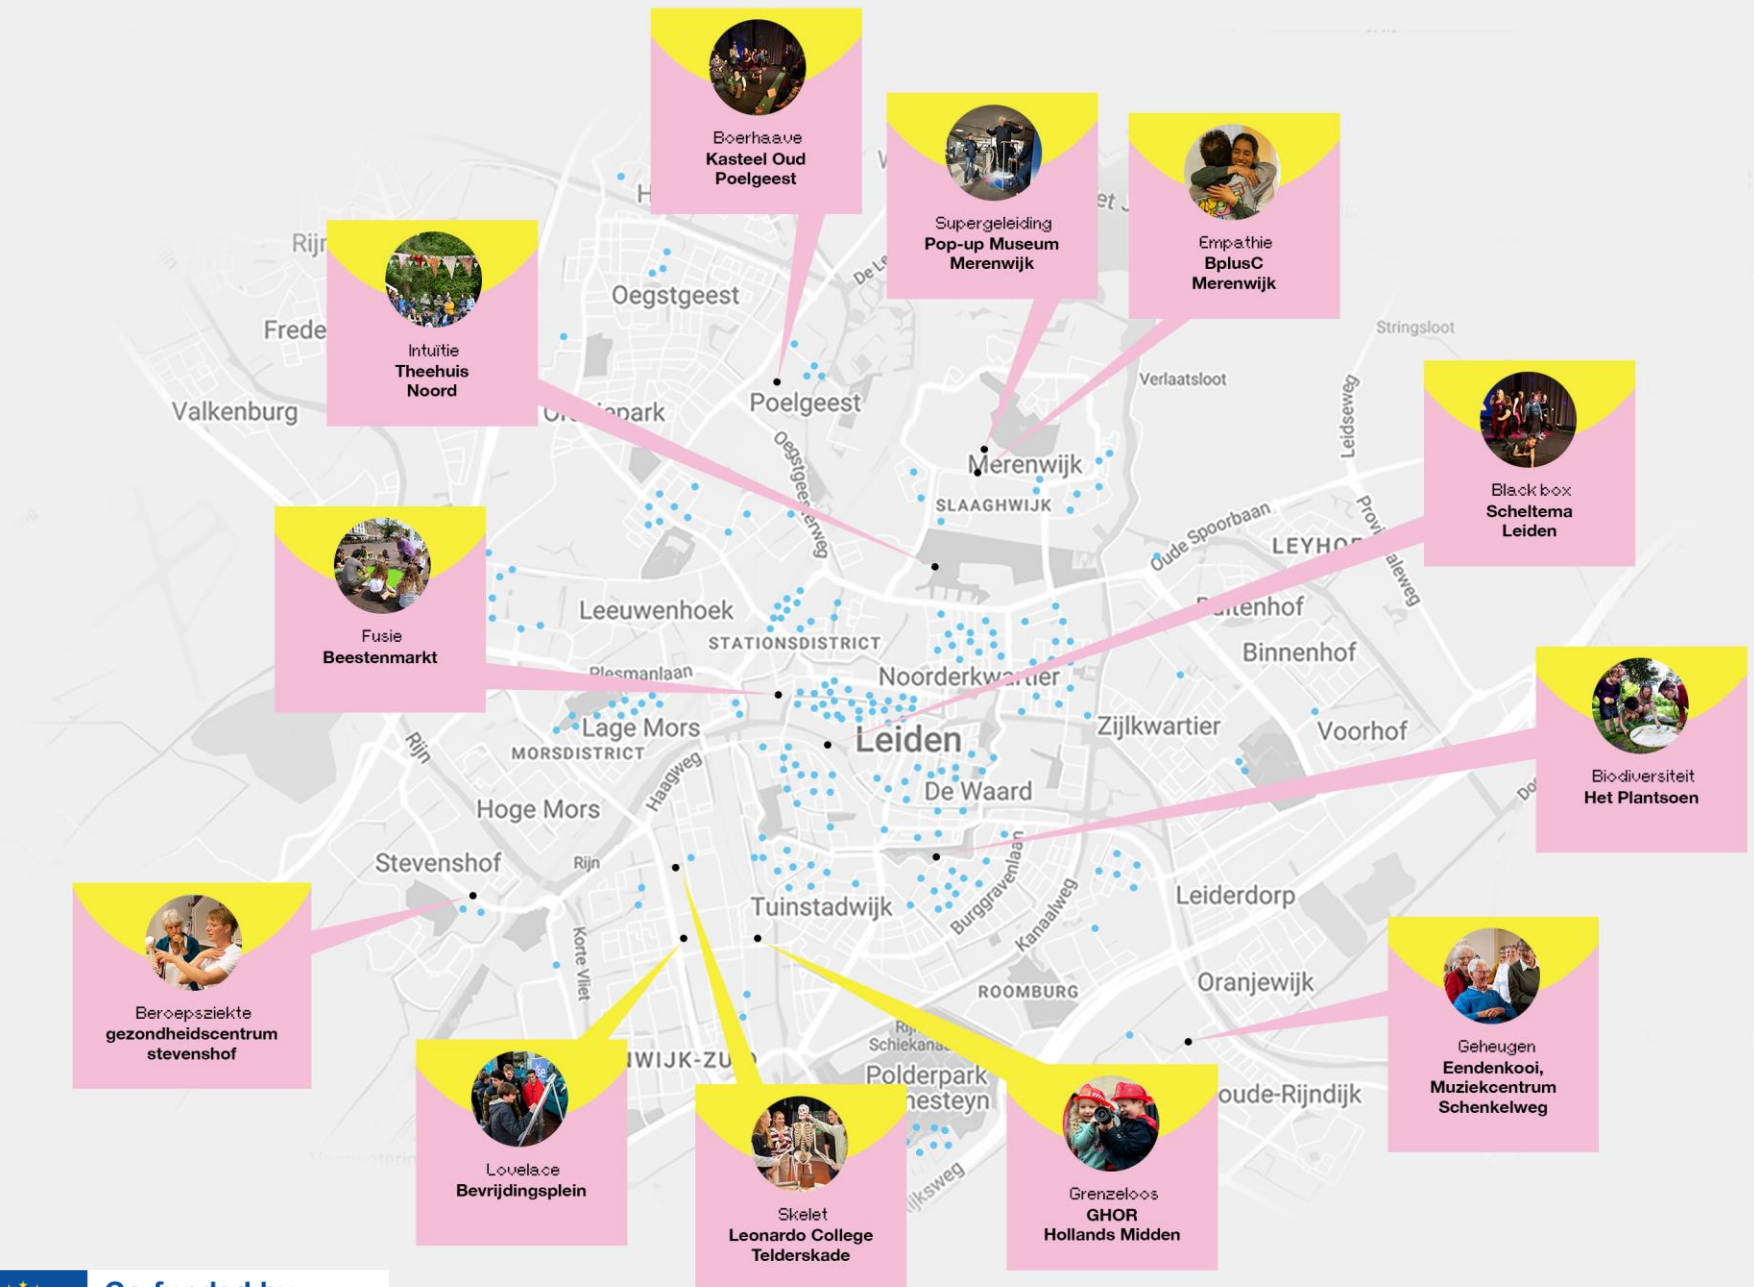 Boerhaave
Kasteel Oud
Poelgeest
Supergeleiding
Pop-up Museum
Merenwijk
Empathie
BplusC
Merenwijk
Intuïtie
Theehuis
Noord
Black box
Scheltema
Leiden
Fusie
Beestenmarkt
Biodiversiteit
Het Plantsoen
Beroepsziekte
gezondheidscentrum
stevenshof
Lovelace
Bevrijdingsplein
Skelet
Leonardo College
Telderskade
Grenzeloos
GHOR
Hollands Midden
Geheugen
Eendenkooi,
Muziekcentrum
Schenkelweg
Oegstgeest
Valkenburg
Poelgeest
Oegstgeesterweg
Merenwijk
SLAAGHWIJK
Verlaatsloot
Stringsloot
Leidseweg
Oude Spoorbaan
Leeuwenhoek
STATIONSDISTRICT
Plesmanlaan
Noorderkwartier
Binnenhof
Lage Mors
MORSDISTRICT
Leiden
Zijlkwartier
Voorhof
Rijn
Haagweg
De Waard
Hoge Mors
Stevenshof
Rijn
Tuinstadwijk
Burggravenlaan
Kanaalweg
Leiderdorp
Korte Vliet
ROOMBURG
Oranjewijk
Polderpark
oude-Rijndijk